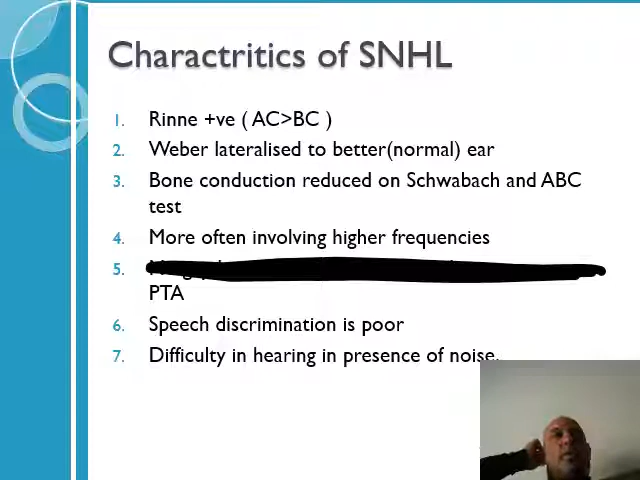 Charactritics of SNHL
1. Rinne +ve ( AC>BC )
2. Weber lateralised to better(normal) ear
3. Bone conduction reduced on Schwabach and ABC
test
4. More often involving higher frequencies
5.
PTA
6. Speech discrimination is poor
7. Difficulty in hearing in presence of noise.